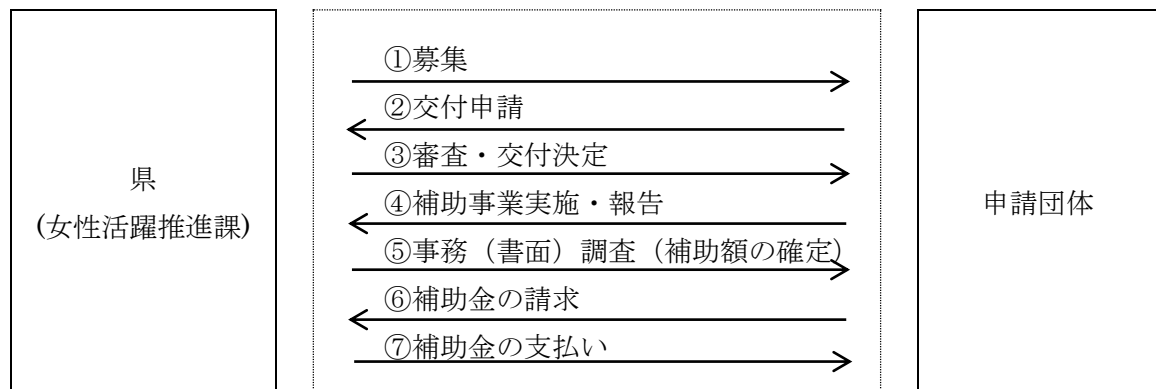 県
(女性活躍推進課)
①募集
②交付申請
③審査・交付決定
④補助事業実施・報告
⑤事務（書面）調査（補助額の確定）
⑥補助金の請求
⑦補助金の支払い
申請団体